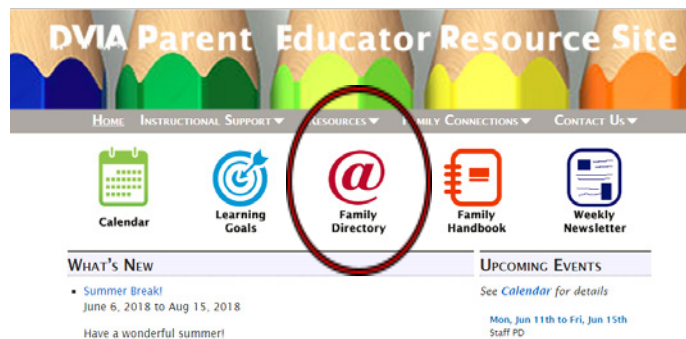 DVIA Parent Educator Resource Site
HOME INSTRUCTIONAL SUPPORT RESOURCES FAMILY CONNECTIONS CONTACT US
Calendar
Learning
Goals
Family
Directory
Family
Handbook
Weekly
Newsletter
WHAT'S NEW
Summer Break!
June 6, 2018 to Aug 15, 2018
Have a wonderful summer!
UPCOMING EVENTS
See Calendar for details
Mon, Jun 11th to Fri, Jun 15th
Staff PD